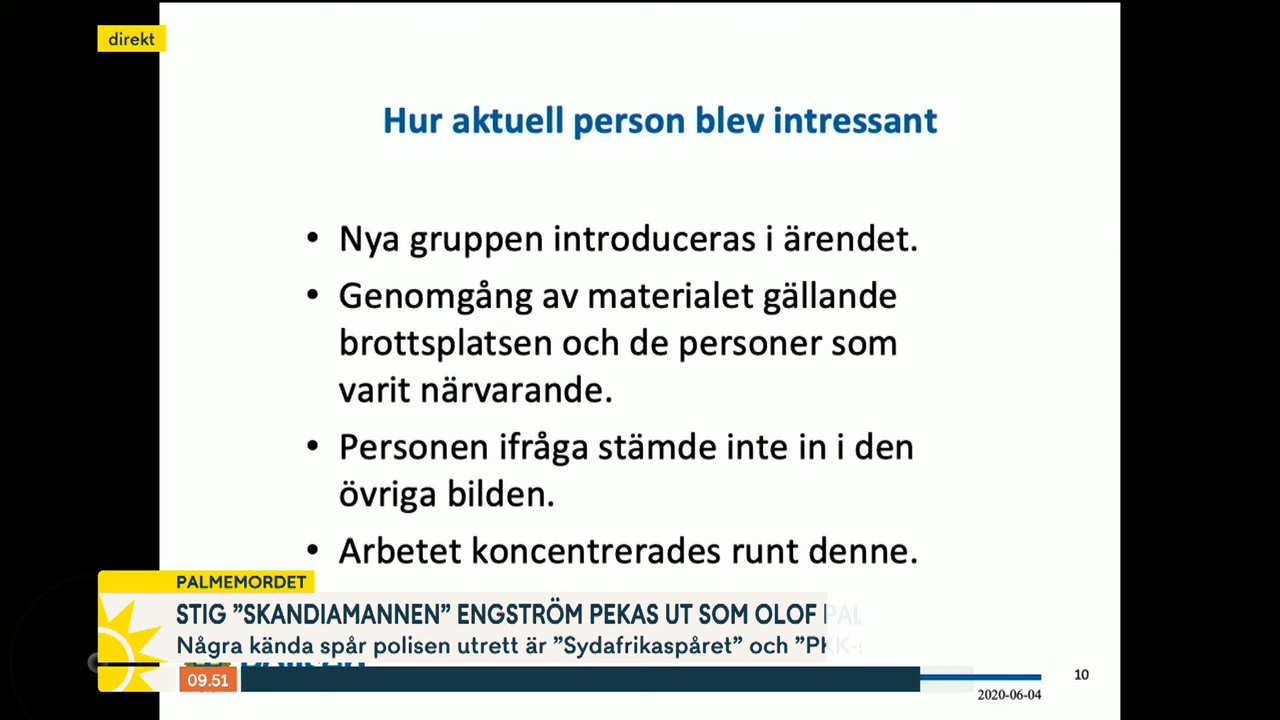 direkt
Hur aktuell person blev intressant
• Nya gruppen introduceras i ärendet.
• Genomgång av materialet gällande
brottsplatsen och de personer som
varit närvarande.
• Personen ifråga stämde inte in i den
övriga bilden.
• Arbetet koncentrerades runt denne.
PALMEMORDET
STIG ”SKANDIAMANNEN” ENGSTRÖM PEKAS UT SOM OLOF PAL
Några kända spår polisen utrett är ”Sydafrikaspåret” och ”PKK-
09.51
10
2020-06-04